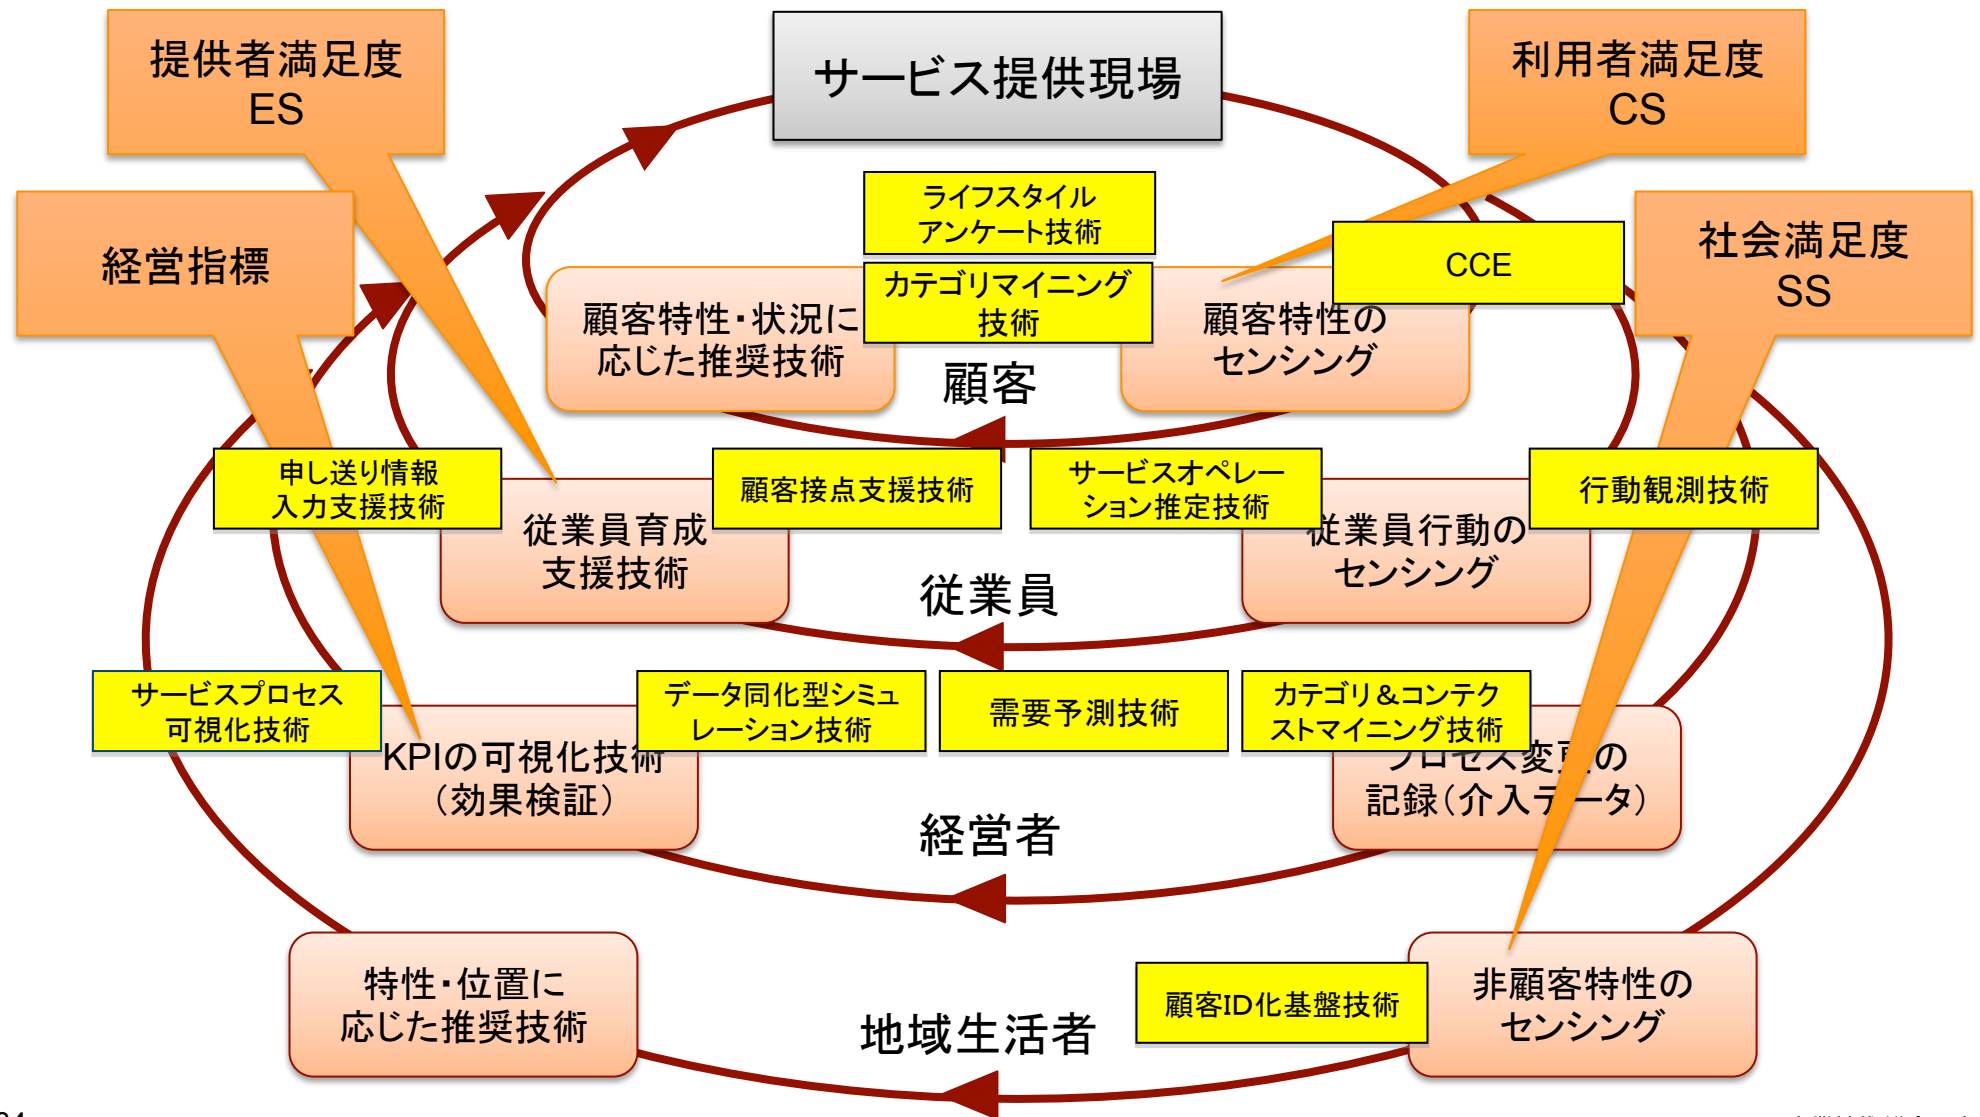 提供者満足度
ES
サービス提供現場
利用者満足度
CS
経営指標
社会満足度
SS
ライフスタイル
アンケート技術
カテゴリマイニング
技術
CCE
顧客特性・状況に
応じた推奨技術
顧客特性の
センシング
顧客
申し送り情報
入力支援技術
顧客接点支援技術
サービスオペレー
ション推定技術
行動観測技術
従業員育成
支援技術
従業員行動の
センシング
従業員
サービスプロセス
可視化技術
データ同化型シミュ
レーション技術
需要予測技術
カテゴリ＆コンテク
ストマイニング技術
KPIの可視化技術
（効果検証）
プロセス変更の
記録（介入データ）
経営者
特性・位置に
応じた推奨技術
地域生活者
顧客ID化基盤技術
非顧客特性の
センシング